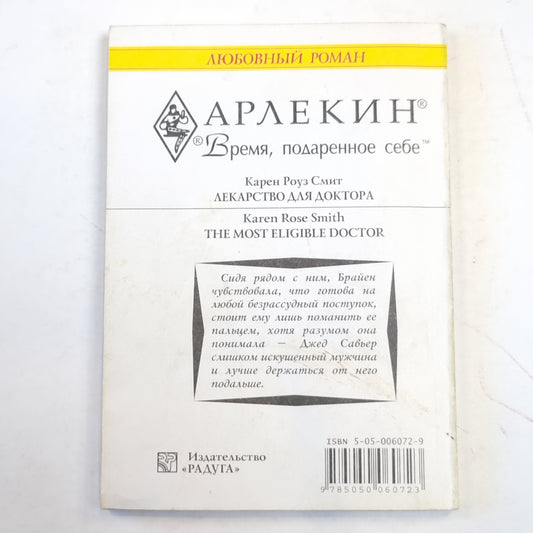 ЛЮБОВНЫЙ РОМАН
АРЛЕКИН®
®Время, подаренное себе™
Карен Роуз Смит
ЛЕКАРСТВО ДЛЯ ДОКТОРА
Karen Rose Smith
THE MOST ELIGIBLE DOCTOR
Сидя рядом с ним, Брайен
чувствовала, что готова на
любой безрассудный поступок,
стоит ему лишь поманить ее
пальцем, хотя разумом она
понимала — Джед Савьер
слишком искушенный мужчина
и лучше держаться от него
подальше.
ISBN 5-05-006072-9
Издательство
«РАДУГА»
9 785050 060723